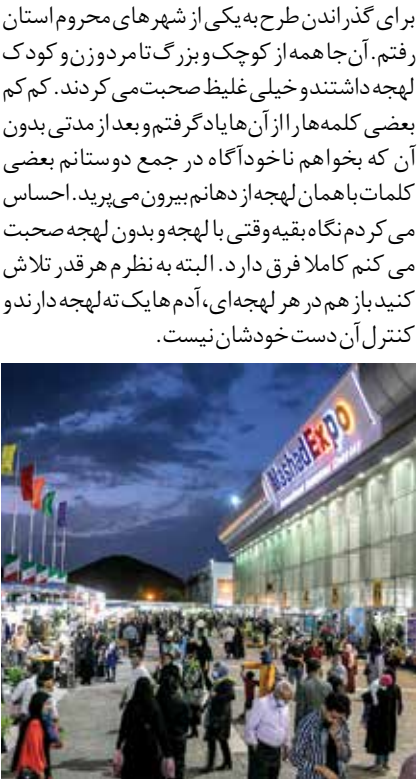 برای گذراندن طرح به یکی از شهرهای محروم استان
رفتم. آن‌جا همه از کوچک و بزرگ تا مرد و زن و کودک
لهجه داشتند و خیلی غلیظ صحبت می کردند. کم کم
بعضی کلمه‌ها را از آن‌ها یاد گرفتم و بعد از مدتی بدون
آن که بخواهم ناخودآگاه در جمع دوستانم بعضی
کلمات با همان لهجه از دهانم بیرون می‌پرید. احساس
می کردم نگاه بقیه وقتی با لهجه و بدون لهجه صحبت
می کنم کاملا فرق دارد. البته به نظرم هر قدر تلاش
کنید باز هم در هر لهجه‌ای، آدم ها یک ته لهجه دارند و
کنترل آن دست خودشان نیست.
MashadExpo